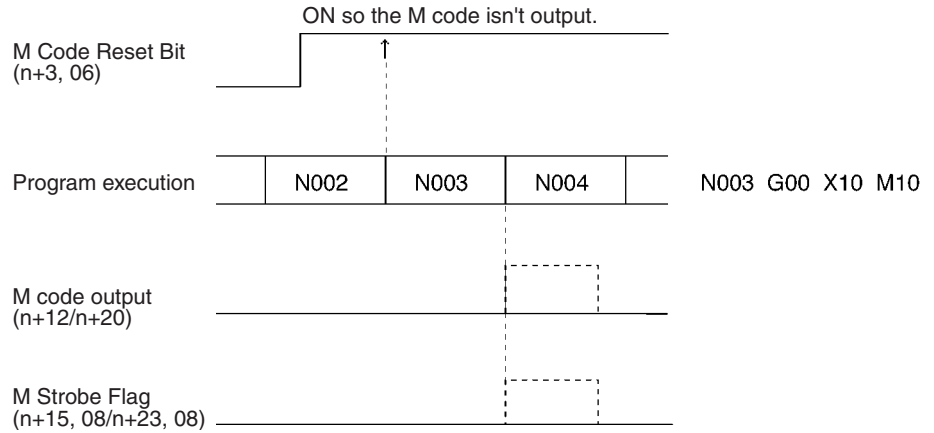 ON so the M code isn't output.
M Code Reset Bit
(n+3, 06)
Program execution
N002 N003 N004 N003 G00 X10 M10
M code output
(n+12/n+20)
M Strobe Flag
(n+15, 08/n+23, 08)